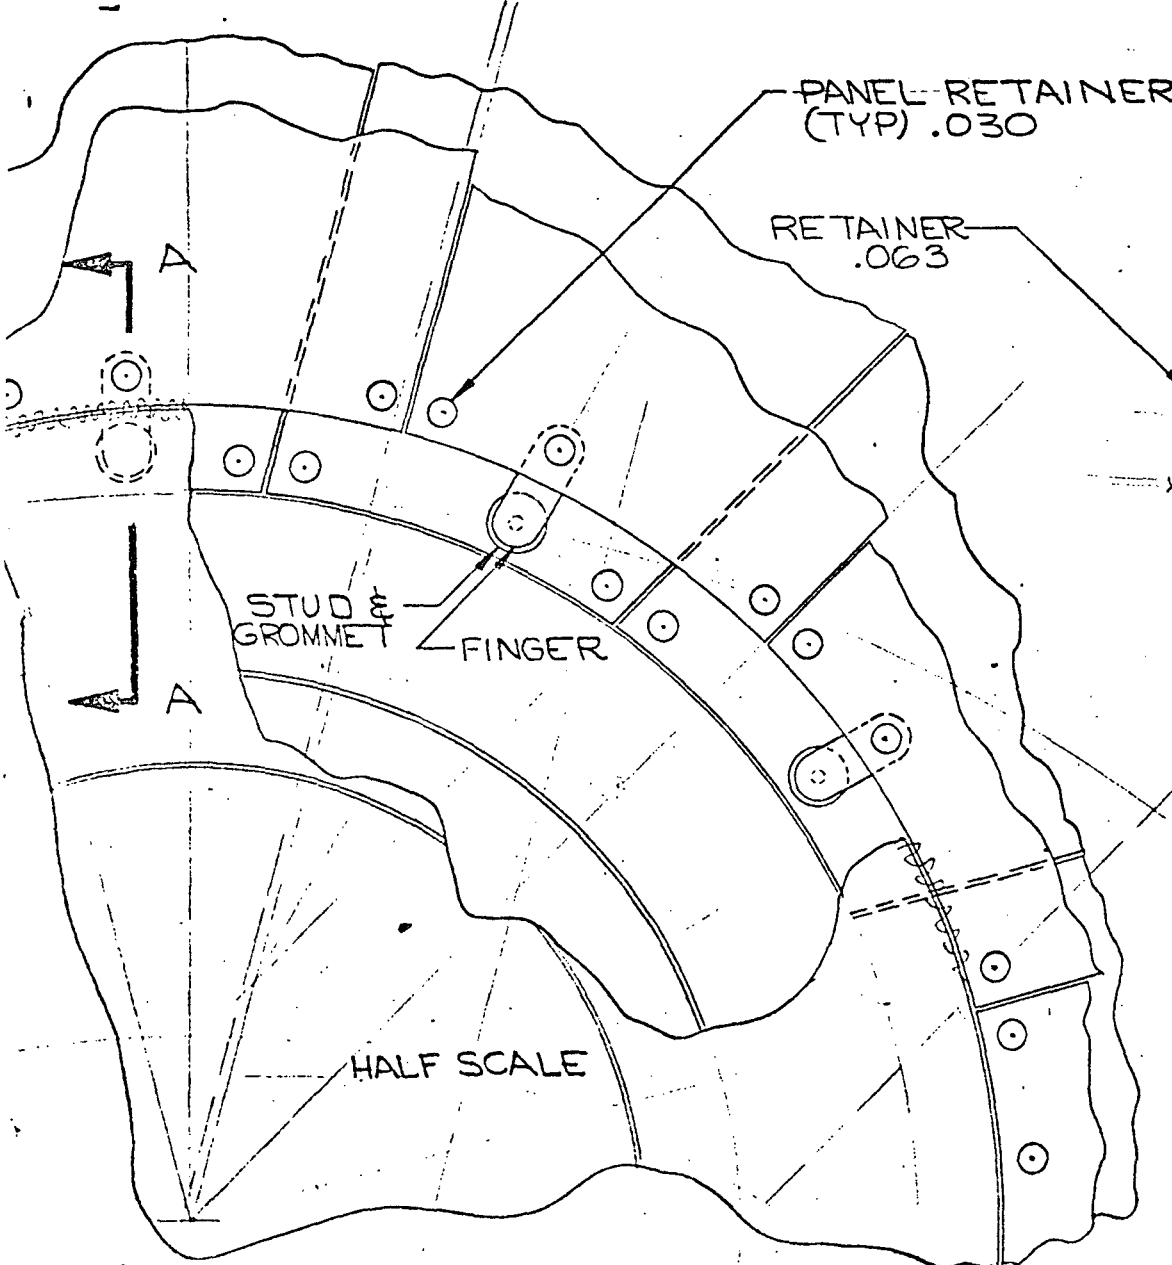 PANEL-RETAINER
(TYP) .030
RETAINER
.063
A
STUD &
GROMMET
FINGER
A
HALF SCALE